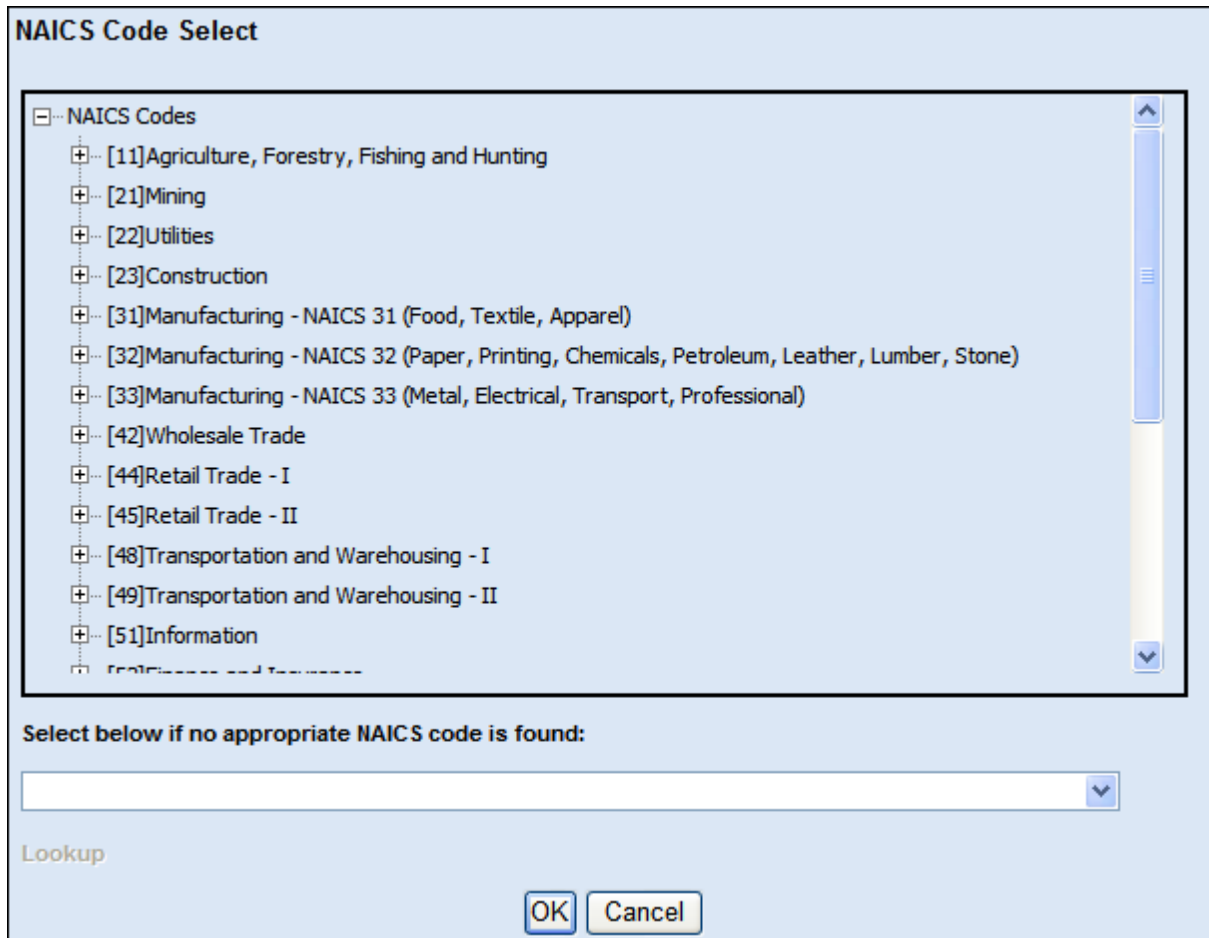 NAICS Code Select
NAICS Codes
[11]Agriculture, Forestry, Fishing and Hunting
[21]Mining
[22]Utilities
[23]Construction
[31]Manufacturing - NAICS 31 (Food, Textile, Apparel)
[32]Manufacturing - NAICS 32 (Paper, Printing, Chemicals, Petroleum, Leather, Lumber, Stone)
[33]Manufacturing - NAICS 33 (Metal, Electrical, Transport, Professional)
[42]Wholesale Trade
[44]Retail Trade - I
[45]Retail Trade - II
[48]Transportation and Warehousing - I
[49]Transportation and Warehousing - II
[51]Information
[52]Finance and Insurance
Select below if no appropriate NAICS code is found:
Lookup
OK Cancel